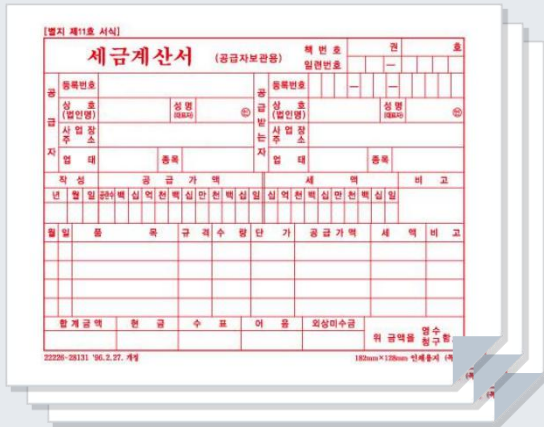 [별지 제11호 서식]
세금계산서 (공급자보관용) 책 번 호 권 호
일련번호 —
공급자 등록번호 공급받는자 등록번호 — —
상 호 (법인명) 성명 (대표자) 인 상 호 (법인명) 성명 (대표자) 인
사 업 장 주 소 사 업 장 주 소
업 태 종목 업 태 종목
작 성 공 급 가 액 세 액 비 고
년 월 일 공란수 백 십 억 천 백 십 만 천 백 십 일 십 억 천 백 십 만 천 백 십 일
월 일 품 목 규 격 수 량 단 가 공 급 가 액 세 액 비 고
합 계 금 액 현 금 수 표 어 음 외상미수금
위 금액을 영수 청구 함.
22226-28131 '96.2.27. 개정 182mm×128mm 인쇄용지